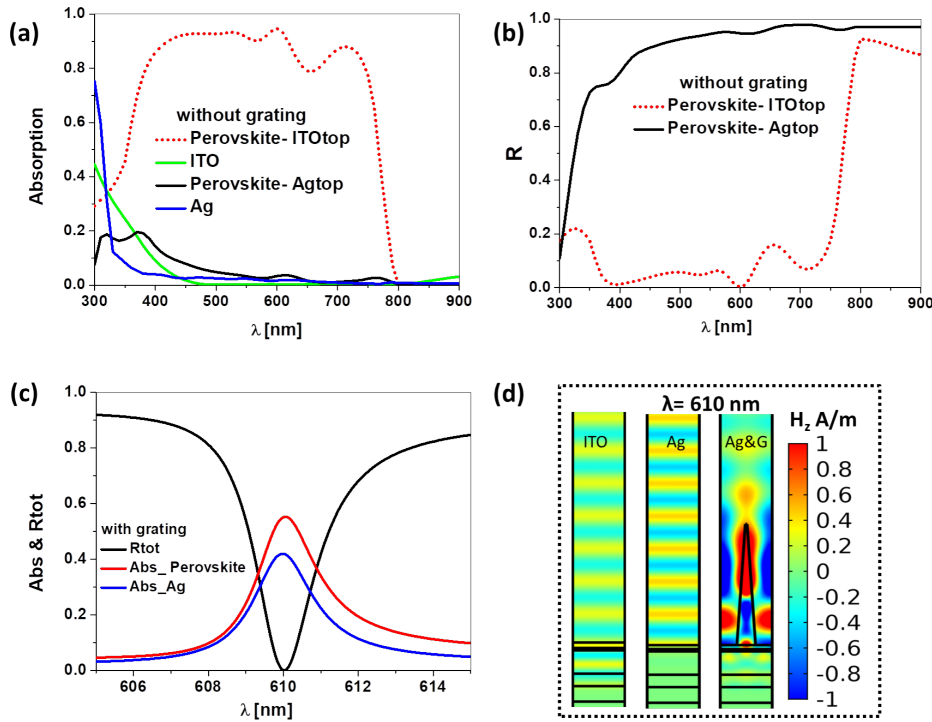 (a)
1.0
0.8
0.6
0.4
0.2
0.0
300 400 500 600 700 800 900
Absorption
λ [nm]
without grating
Perovskite- ITOtop
ITO
Perovskite- Agtop
Ag
(b)
1.0
0.8
0.6
0.4
0.2
0.0
300 400 500 600 700 800 900
R
λ [nm]
without grating
Perovskite- ITOtop
Perovskite- Agtop
(c)
1.0
0.8
0.6
0.4
0.2
0.0
606 608 610 612 614
Abs & Rtot
λ [nm]
with grating
Rtot
Abs_ Perovskite
Abs_Ag
(d)
λ= 610 nm
Hz A/m
ITO Ag Ag&G
1
0.8
0.6
0.4
0.2
0
-0.2
-0.4
-0.6
-0.8
-1